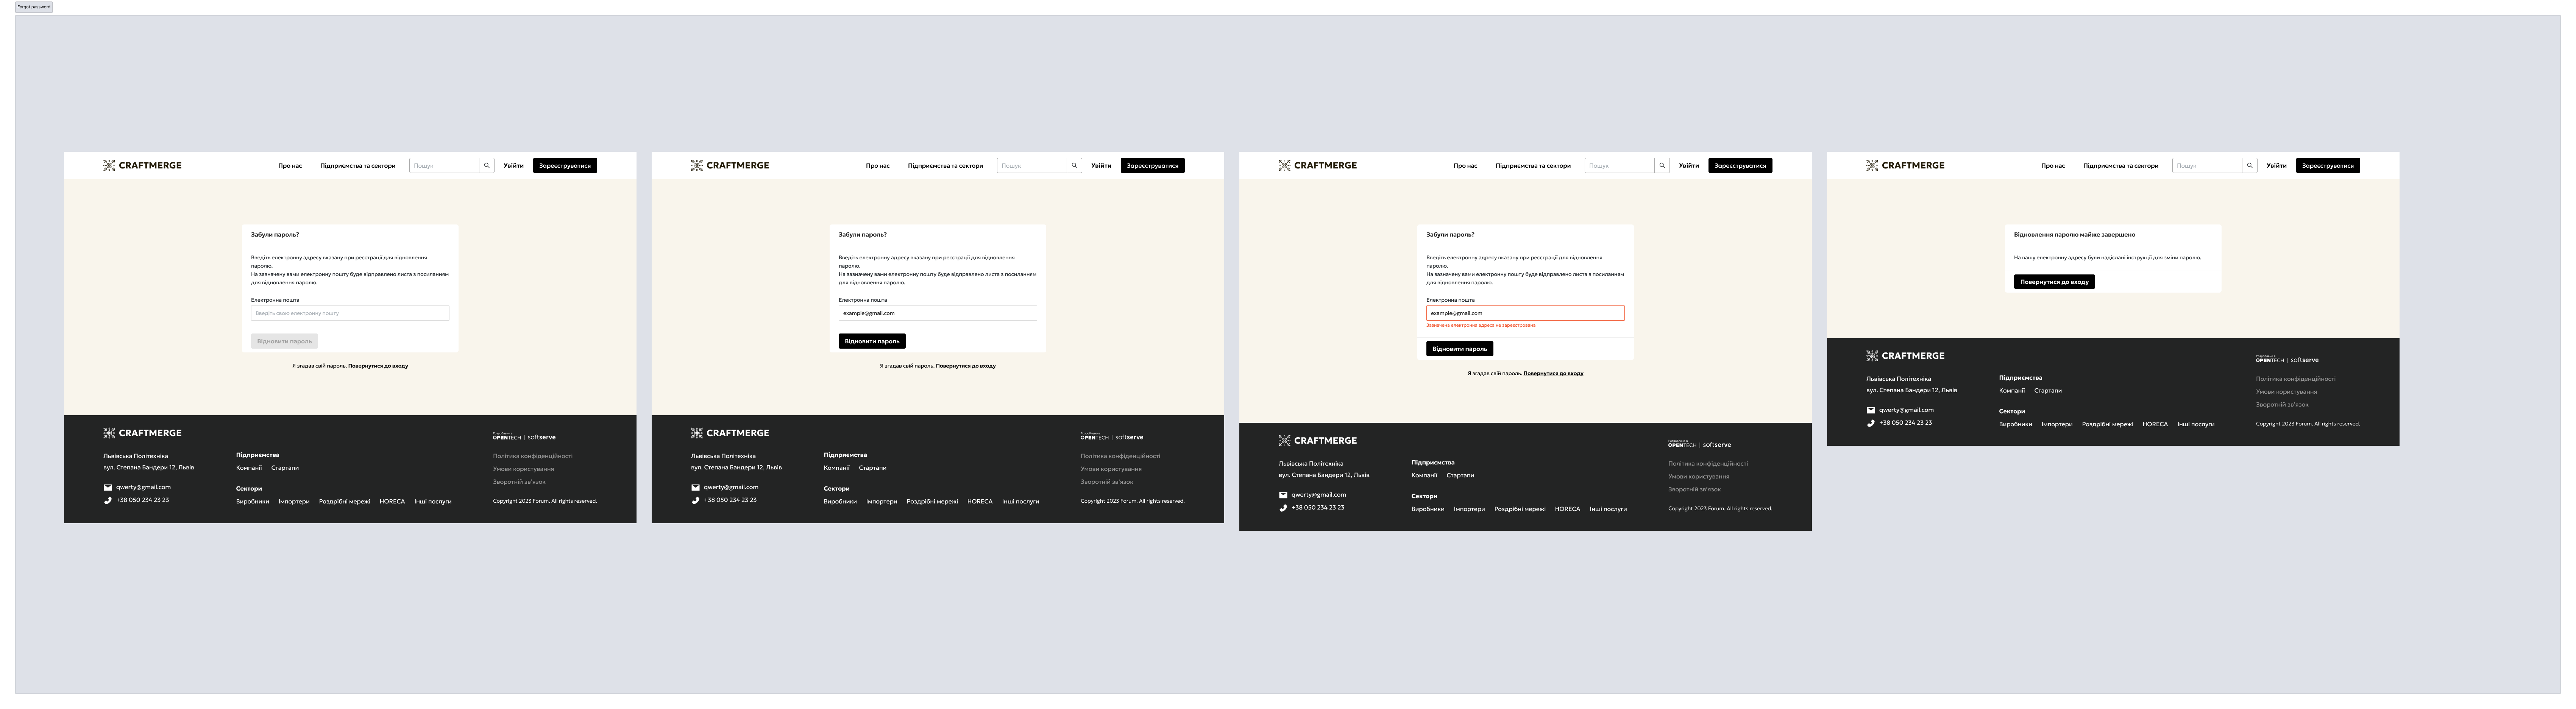 Forgot password
CRAFTMERGE
Про нас
Підприємства та сектори
Пошук
Увійти
Зареєструватися
Забули пароль?
Введіть електронну адресу вказану при реєстрації для відновлення
паролю.
На зазначену вами електронну пошту буде відправлено листа з посиланням
для відновлення паролю.
Електронна пошта
Введіть свою електронну пошту
Відновити пароль
Я згадав свій пароль. Повернутися до входу
CRAFTMERGE
Львівська Політехніка
вул. Степана Бандери 12, Львів
qwerty@gmail.com
+38 050 234 23 23
Підприємства
Компанії Стартапи
Сектори
Виробники Імпортери Роздрібні мережі HORECA Інші послуги
OPENTECH | softserve
Політика конфіденційності
Умови користування
Зворотній зв’язок
Copyright 2023 Forum. All rights reserved.
CRAFTMERGE
Про нас
Підприємства та сектори
Пошук
Увійти
Зареєструватися
Забули пароль?
Введіть електронну адресу вказану при реєстрації для відновлення
паролю.
На зазначену вами електронну пошту буде відправлено листа з посиланням
для відновлення паролю.
Електронна пошта
example@gmail.com
Відновити пароль
Я згадав свій пароль. Повернутися до входу
CRAFTMERGE
Львівська Політехніка
вул. Степана Бандери 12, Львів
qwerty@gmail.com
+38 050 234 23 23
Підприємства
Компанії Стартапи
Сектори
Виробники Імпортери Роздрібні мережі HORECA Інші послуги
OPENTECH | softserve
Політика конфіденційності
Умови користування
Зворотній зв’язок
Copyright 2023 Forum. All rights reserved.
CRAFTMERGE
Про нас
Підприємства та сектори
Пошук
Увійти
Зареєструватися
Забули пароль?
Введіть електронну адресу вказану при реєстрації для відновлення
паролю.
На зазначену вами електронну пошту буде відправлено листа з посиланням
для відновлення паролю.
Електронна пошта
example@gmail.com
Зазначена електронна адреса не зареєстрована
Відновити пароль
Я згадав свій пароль. Повернутися до входу
CRAFTMERGE
Львівська Політехніка
вул. Степана Бандери 12, Львів
qwerty@gmail.com
+38 050 234 23 23
Підприємства
Компанії Стартапи
Сектори
Виробники Імпортери Роздрібні мережі HORECA Інші послуги
OPENTECH | softserve
Політика конфіденційності
Умови користування
Зворотній зв’язок
Copyright 2023 Forum. All rights reserved.
CRAFTMERGE
Про нас
Підприємства та сектори
Пошук
Увійти
Зареєструватися
Відновлення паролю майже завершено
На вашу електронну адресу були надіслані інструкції для зміни паролю.
Повернутися до входу
CRAFTMERGE
Львівська Політехніка
вул. Степана Бандери 12, Львів
qwerty@gmail.com
+38 050 234 23 23
Підприємства
Компанії Стартапи
Сектори
Виробники Імпортери Роздрібні мережі HORECA Інші послуги
OPENTECH | softserve
Політика конфіденційності
Умови користування
Зворотній зв’язок
Copyright 2023 Forum. All rights reserved.